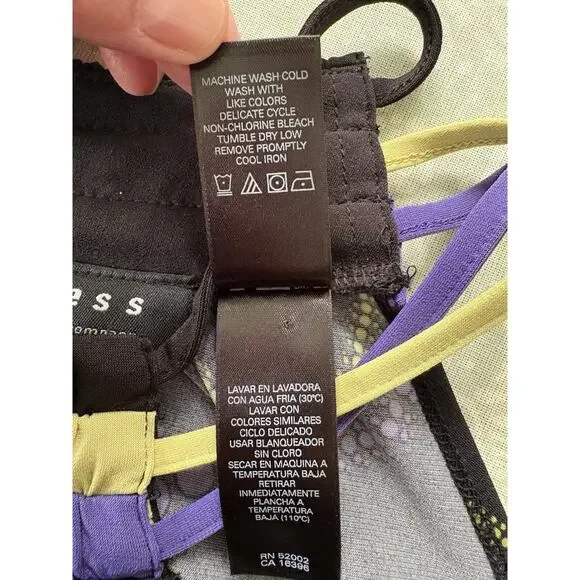 MACHINE WASH COLD
WASH WITH
LIKE COLORS
DELICATE CYCLE
NON-CHLORINE BLEACH
TUMBLE DRY LOW
REMOVE PROMPTLY
COOL IRON
ess
company
LAVAR EN LAVADORA
CON AGUA FRIA (30°C)
LAVAR CON
COLORES SIMILARES
CICLO DELICADO
USAR BLANQUEADOR
SIN CLORO
SECAR EN MAQUINA A
TEMPERATURA BAJA
RETIRAR
INMEDIATAMENTE
PLANCHA A
TEMPERATURA
BAJA (110°C)
RN 52002
CA 16396